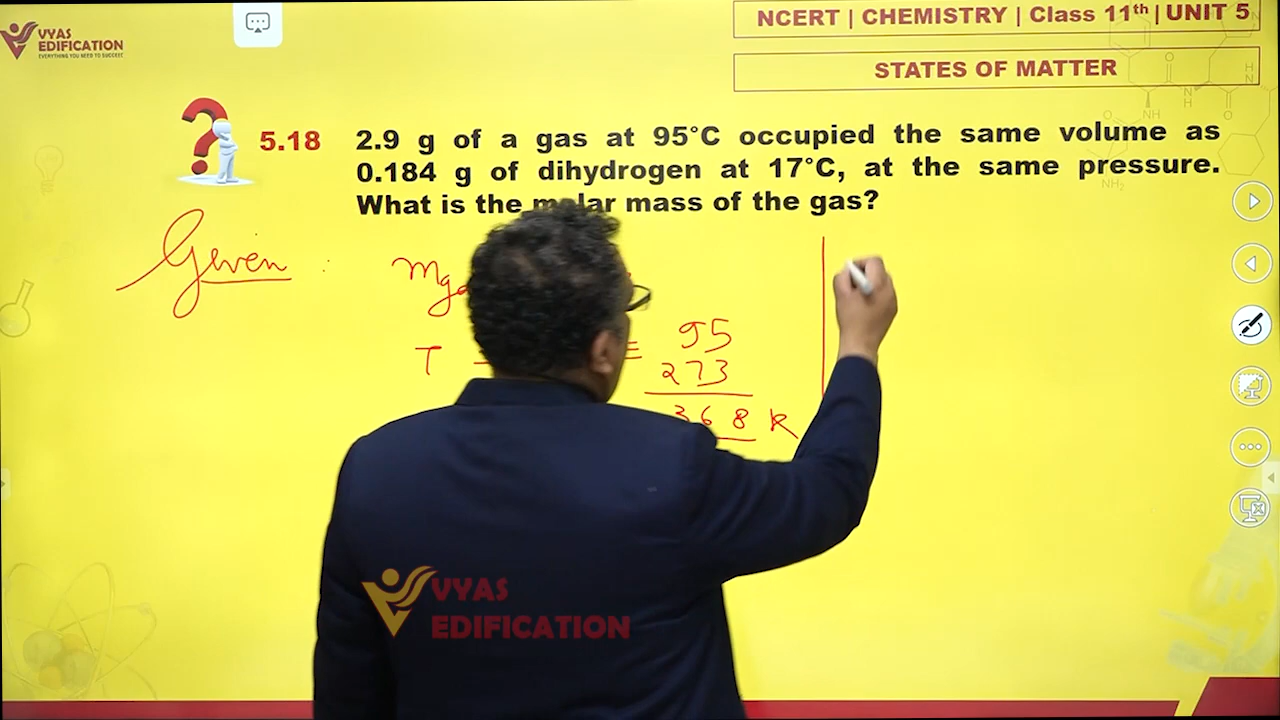 VYAS
EDIFICATION
EVERYTHING YOU NEED TO SUCCEED
NCERT | CHEMISTRY | Class 11th | UNIT 5
STATES OF MATTER
5.18 2.9 g of a gas at 95°C occupied the same volume as
0.184 g of dihydrogen at 17°C, at the same pressure.
What is the molar mass of the gas?
Given :
T = 95
273
368 K
VYAS
EDIFICATION